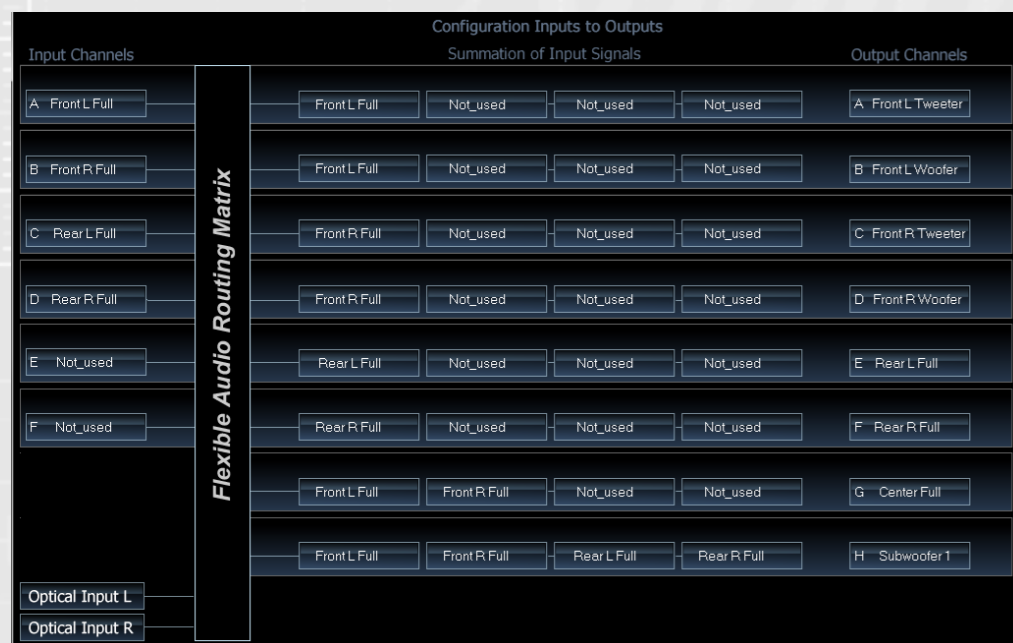 Configuration Inputs to Outputs
Input Channels Summation of Input Signals Output Channels
A Front L Full Front L Full Not_used Not_used Not_used A Front L Tweeter
B Front R Full Front L Full Not_used Not_used Not_used B Front L Woofer
C Rear L Full Front R Full Not_used Not_used Not_used C Front R Tweeter
D Rear R Full Front R Full Not_used Not_used Not_used D Front R Woofer
E Not_used Rear L Full Not_used Not_used Not_used E Rear L Full
F Not_used Rear R Full Not_used Not_used Not_used F Rear R Full
Front L Full Front R Full Not_used Not_used G Center Full
Front L Full Front R Full Rear L Full Rear R Full H Subwoofer 1
Flexible Audio Routing Matrix
Optical Input L
Optical Input R